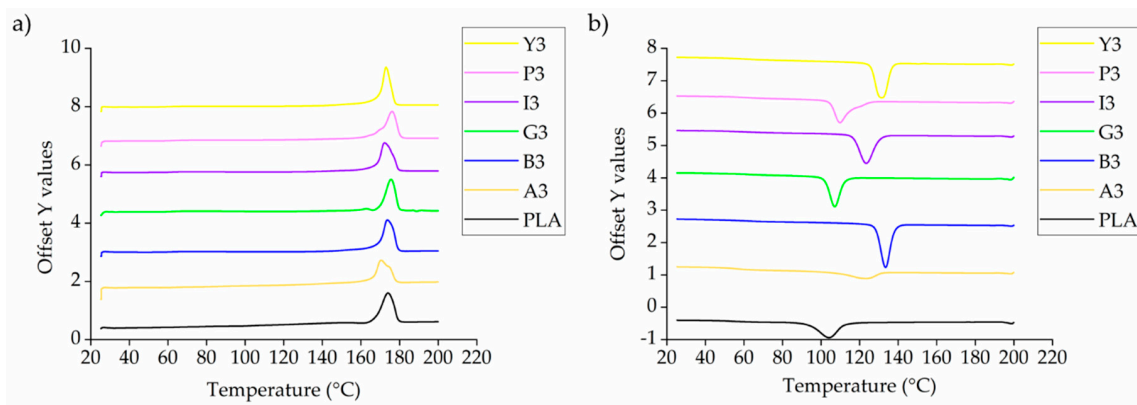 a)
Offset Y values
10
8
6
4
2
0
20 40 60 80 100 120 140 160 180 200 220
Temperature (°C)
Y3
P3
I3
G3
B3
A3
PLA
b)
Offset Y values
8
7
6
5
4
3
2
1
0
-1
20 40 60 80 100 120 140 160 180 200 220
Temperature (°C)
Y3
P3
I3
G3
B3
A3
PLA